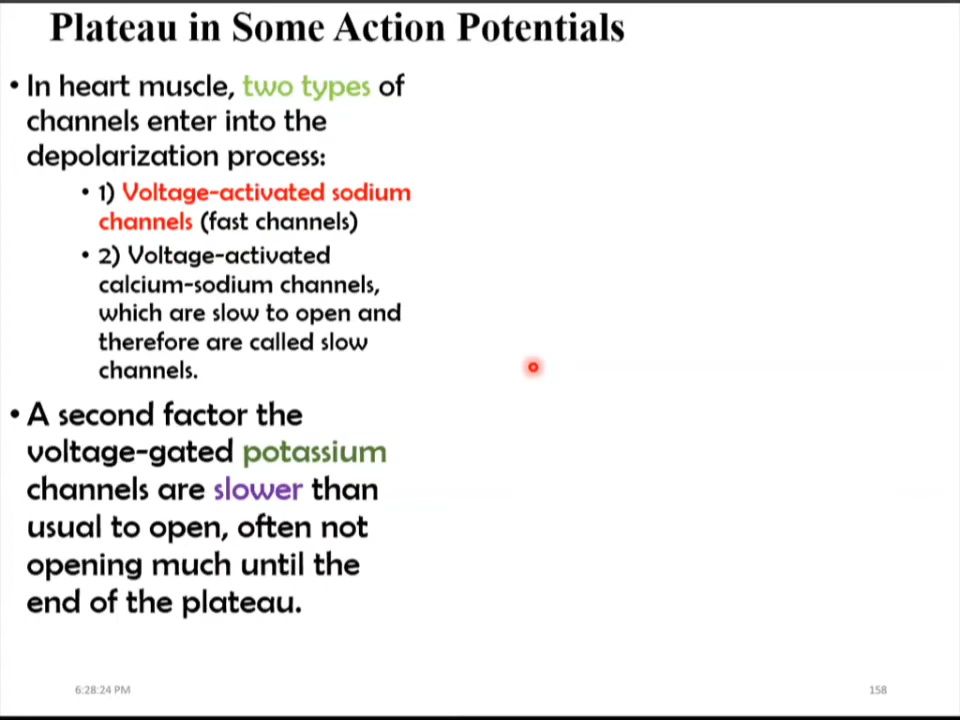 Plateau in Some Action Potentials
• In heart muscle, two types of
channels enter into the
depolarization process:
• 1) Voltage-activated sodium
channels (fast channels)
• 2) Voltage-activated
calcium-sodium channels,
which are slow to open and
therefore are called slow
channels.
• A second factor the
voltage-gated potassium
channels are slower than
usual to open, often not
opening much until the
end of the plateau.
6:28:24 PM
158